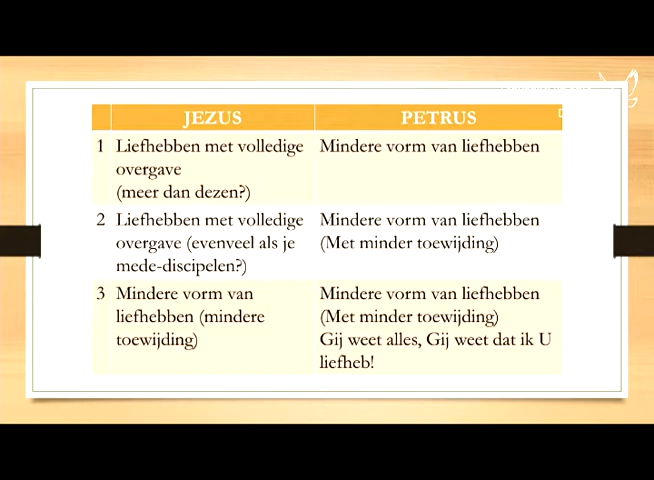 JEZUS PETRUS
1 Liefhebben met volledige Mindere vorm van liefhebben
overgave
(meer dan dezen?)
2 Liefhebben met volledige Mindere vorm van liefhebben
overgave (evenveel als je (Met minder toewijding)
mede-discipelen?)
3 Mindere vorm van Mindere vorm van liefhebben
liefhebben (mindere (Met minder toewijding)
toewijding) Gij weet alles, Gij weet dat ik U
liefheb!